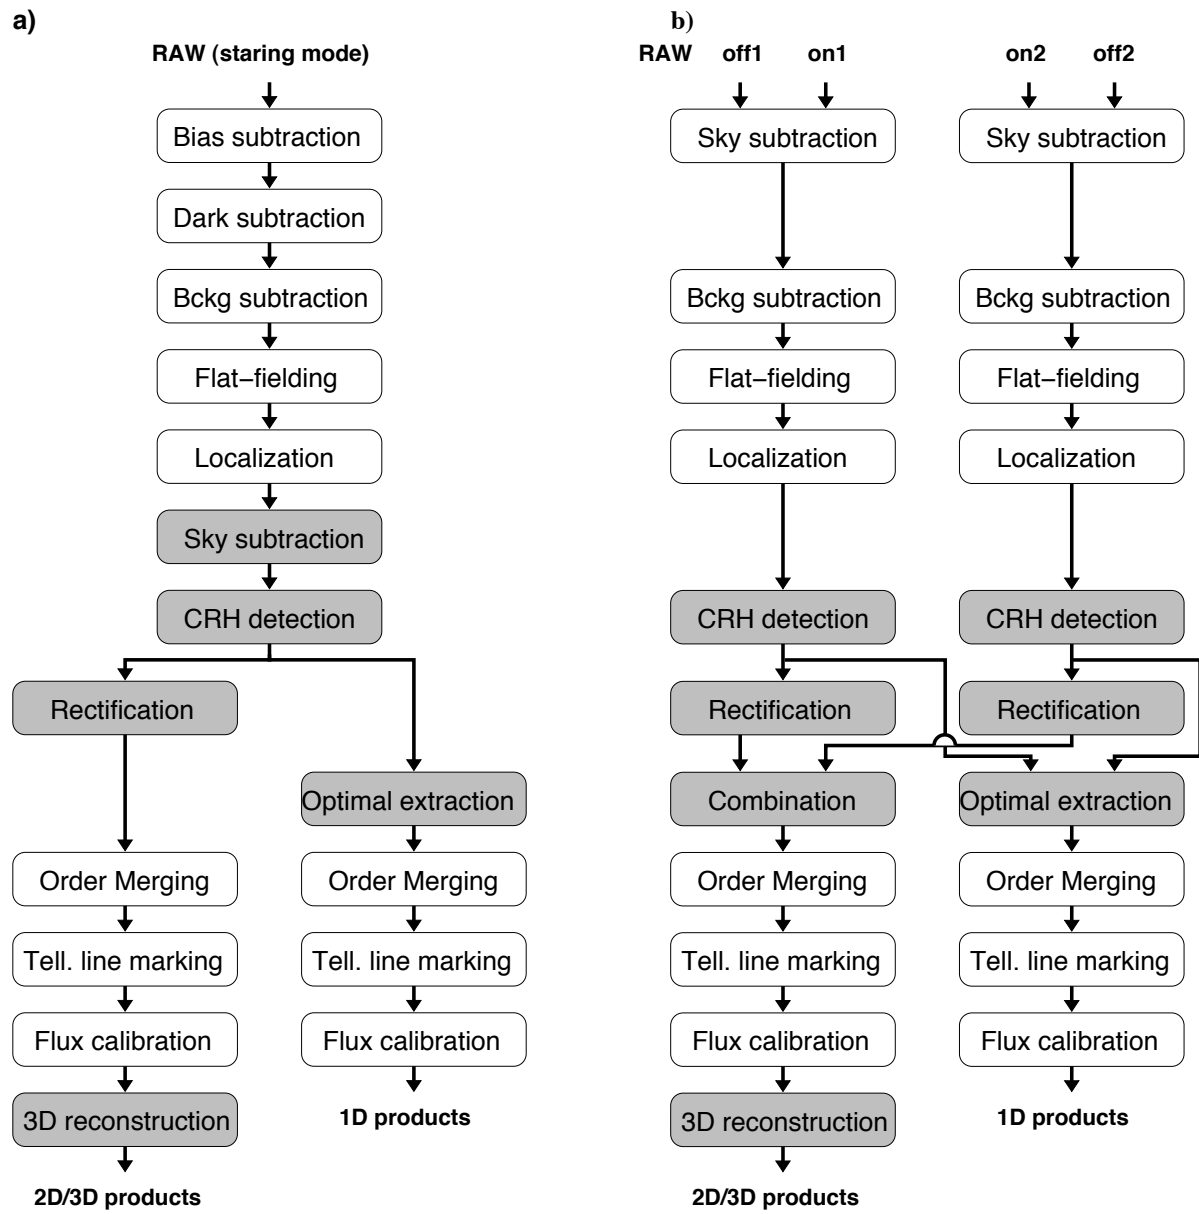 a)
RAW (staring mode)
Bias subtraction
Dark subtraction
Bckg subtraction
Flat–fielding
Localization
Sky subtraction
CRH detection
Rectification
Optimal extraction
Order Merging
Order Merging
Tell. line marking
Tell. line marking
Flux calibration
Flux calibration
3D reconstruction
1D products
2D/3D products
b)
RAW off1 on1 on2 off2
Sky subtraction
Sky subtraction
Bckg subtraction
Bckg subtraction
Flat–fielding
Flat–fielding
Localization
Localization
CRH detection
CRH detection
Rectification
Rectification
Combination
Optimal extraction
Order Merging
Order Merging
Tell. line marking
Tell. line marking
Flux calibration
Flux calibration
3D reconstruction
1D products
2D/3D products